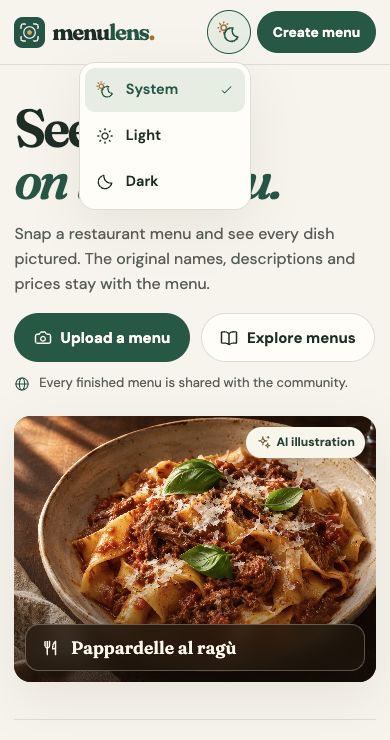 menulens.
Create menu
System
Light
Dark
See
on
u.
Snap a restaurant menu and see every dish
pictured. The original names, descriptions and
prices stay with the menu.
Upload a menu
Explore menus
Every finished menu is shared with the community.
AI illustration
Pappardelle al ragù